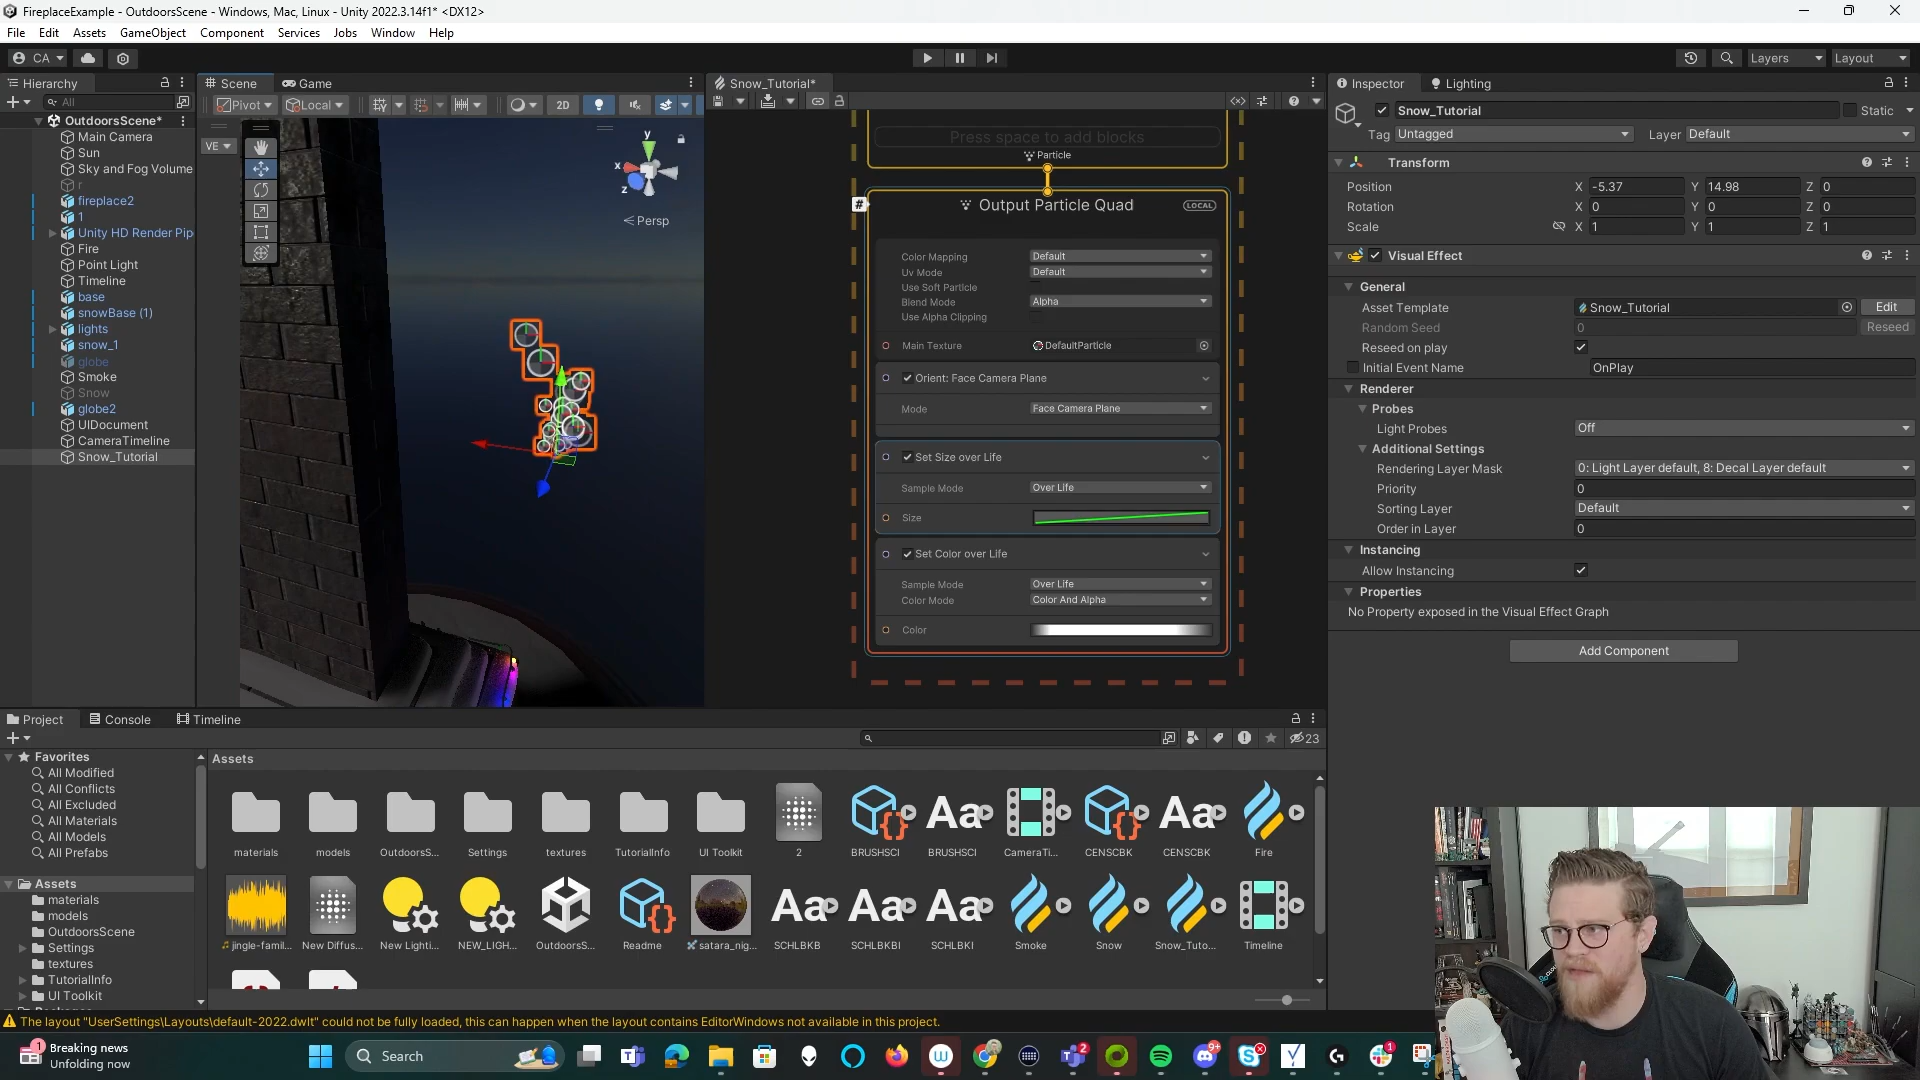 FireplaceExample - OutdoorsScene - Windows, Mac, Linux - Unity 2022.3.14f1* <DX12>
File Edit Assets GameObject Component Services Jobs Window Help
CA
Layers Layout
Hierarchy
All
OutdoorsScene*
Main Camera
Sun
Sky and Fog Volume
r
fireplace2
1
Unity HD Render Pip
Fire
Point Light
Timeline
base
snowBase (1)
lights
snow_1
globe
Smoke
Snow
globe2
UIDocument
CameraTimeline
Snow_Tutorial
Scene Game
Pivot Local 2D
VE
y
x
z
Persp
Snow_Tutorial*
Press space to add blocks
Particle
#
Output Particle Quad LOCAL
Color Mapping Default
Uv Mode Default
Use Soft Particle
Blend Mode Alpha
Use Alpha Clipping
Main Texture DefaultParticle
Orient: Face Camera Plane
Mode Face Camera Plane
Set Size over Life
Sample Mode Over Life
Size
Set Color over Life
Sample Mode Over Life
Color Mode Color And Alpha
Color
Inspector Lighting
Snow_Tutorial Static
Tag Untagged Layer Default
Transform
Position X -5.37 Y 14.98 Z 0
Rotation X 0 Y 0 Z 0
Scale X 1 Y 1 Z 1
Visual Effect
General
Asset Template Snow_Tutorial Edit
Random Seed 0 Reseed
Reseed on play
Initial Event Name OnPlay
Renderer
Probes
Light Probes Off
Additional Settings
Rendering Layer Mask 0: Light Layer default, 8: Decal Layer default
Priority 0
Sorting Layer Default
Order in Layer 0
Instancing
Allow Instancing
Properties
No Property exposed in the Visual Effect Graph
Add Component
Project Console Timeline
23
Favorites
All Modified
All Conflicts
All Excluded
All Materials
All Models
All Prefabs
Assets
materials
models
OutdoorsScene
Settings
textures
TutorialInfo
UI Toolkit
Assets
Aa Aa
materials models OutdoorsS... Settings textures TutorialInfo UI Toolkit 2 BRUSHSCI BRUSHSCI CameraTi... CENSCBK CENSCBK Fire
Aa Aa Aa
jingle-famil... New Diffus... New Lighti... NEW_LIGH... OutdoorsS... Readme satara_nig... SCHLBKB SCHLBKBI SCHLBKI Smoke Snow Snow_Tuto... Timeline
The layout "UserSettings\Layouts\default-2022.dwlt" could not be fully loaded, this can happen when the layout contains EditorWindows not available in this project.
1
Breaking news
Unfolding now
Search
2
9+
1